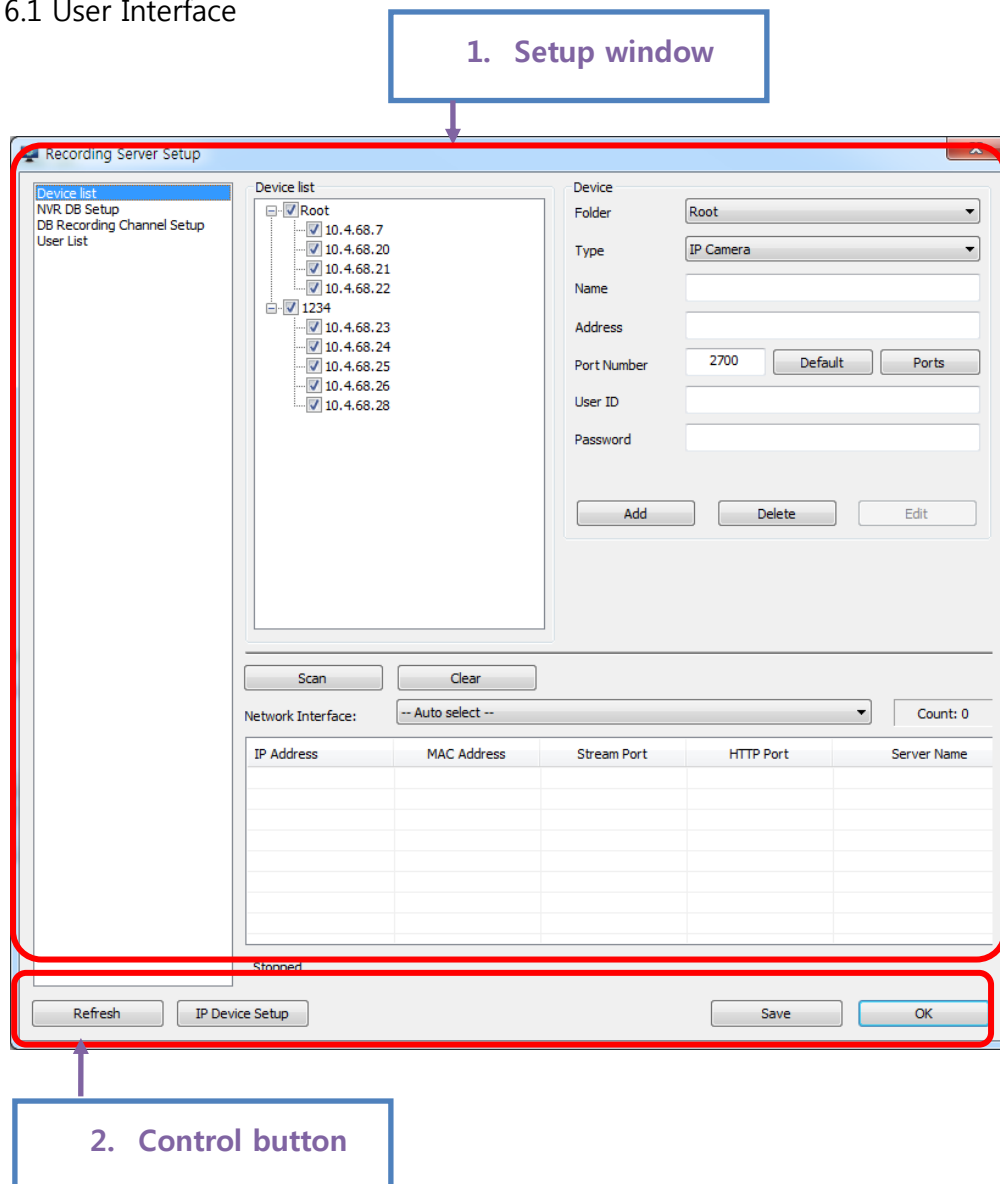 6.1 User Interface
1. Setup window
Recording Server Setup
Device list
NVR DB Setup
DB Recording Channel Setup
User List
Device list
Root
10.4.68.7
10.4.68.20
10.4.68.21
10.4.68.22
1234
10.4.68.23
10.4.68.24
10.4.68.25
10.4.68.26
10.4.68.28
Device
Folder Root
Type IP Camera
Name
Address
Port Number 2700 Default Ports
User ID
Password
Add Delete Edit
Scan Clear
Network Interface: -- Auto select -- Count: 0
IP Address MAC Address Stream Port HTTP Port Server Name
Stopped
Refresh IP Device Setup Save OK
2. Control button